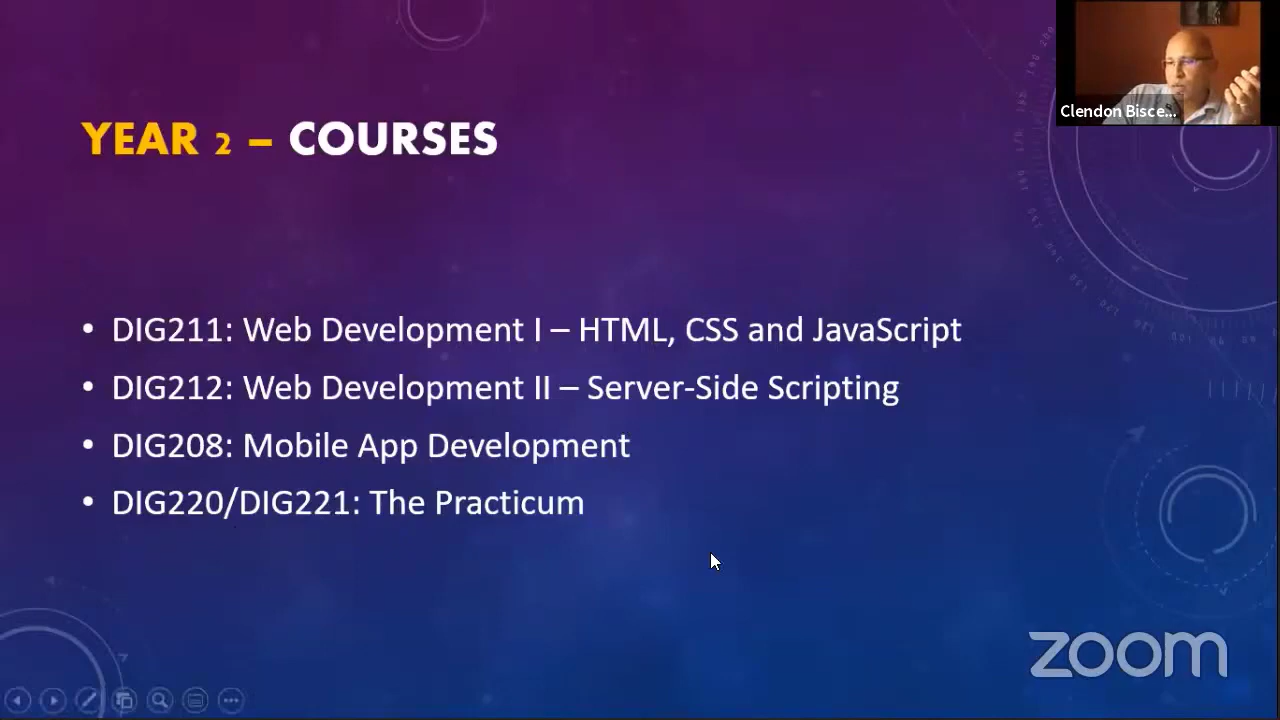 Clendon Bisce...
YEAR 2 – COURSES
• DIG211: Web Development I – HTML, CSS and JavaScript
• DIG212: Web Development II – Server-Side Scripting
• DIG208: Mobile App Development
• DIG220/DIG221: The Practicum
zoom